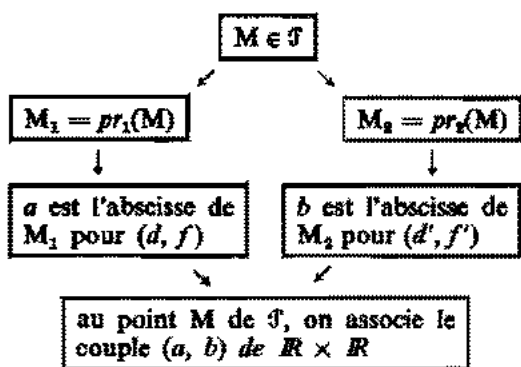 M ∈ 𝒯
M₁ = pr₁(M)
M₂ = pr₂(M)
a est l'abscisse de
M₁ pour (d, f)
b est l'abscisse de
M₂ pour (d', f')
au point M de 𝒯, on associe le
couple (a, b) de ℝ × ℝ